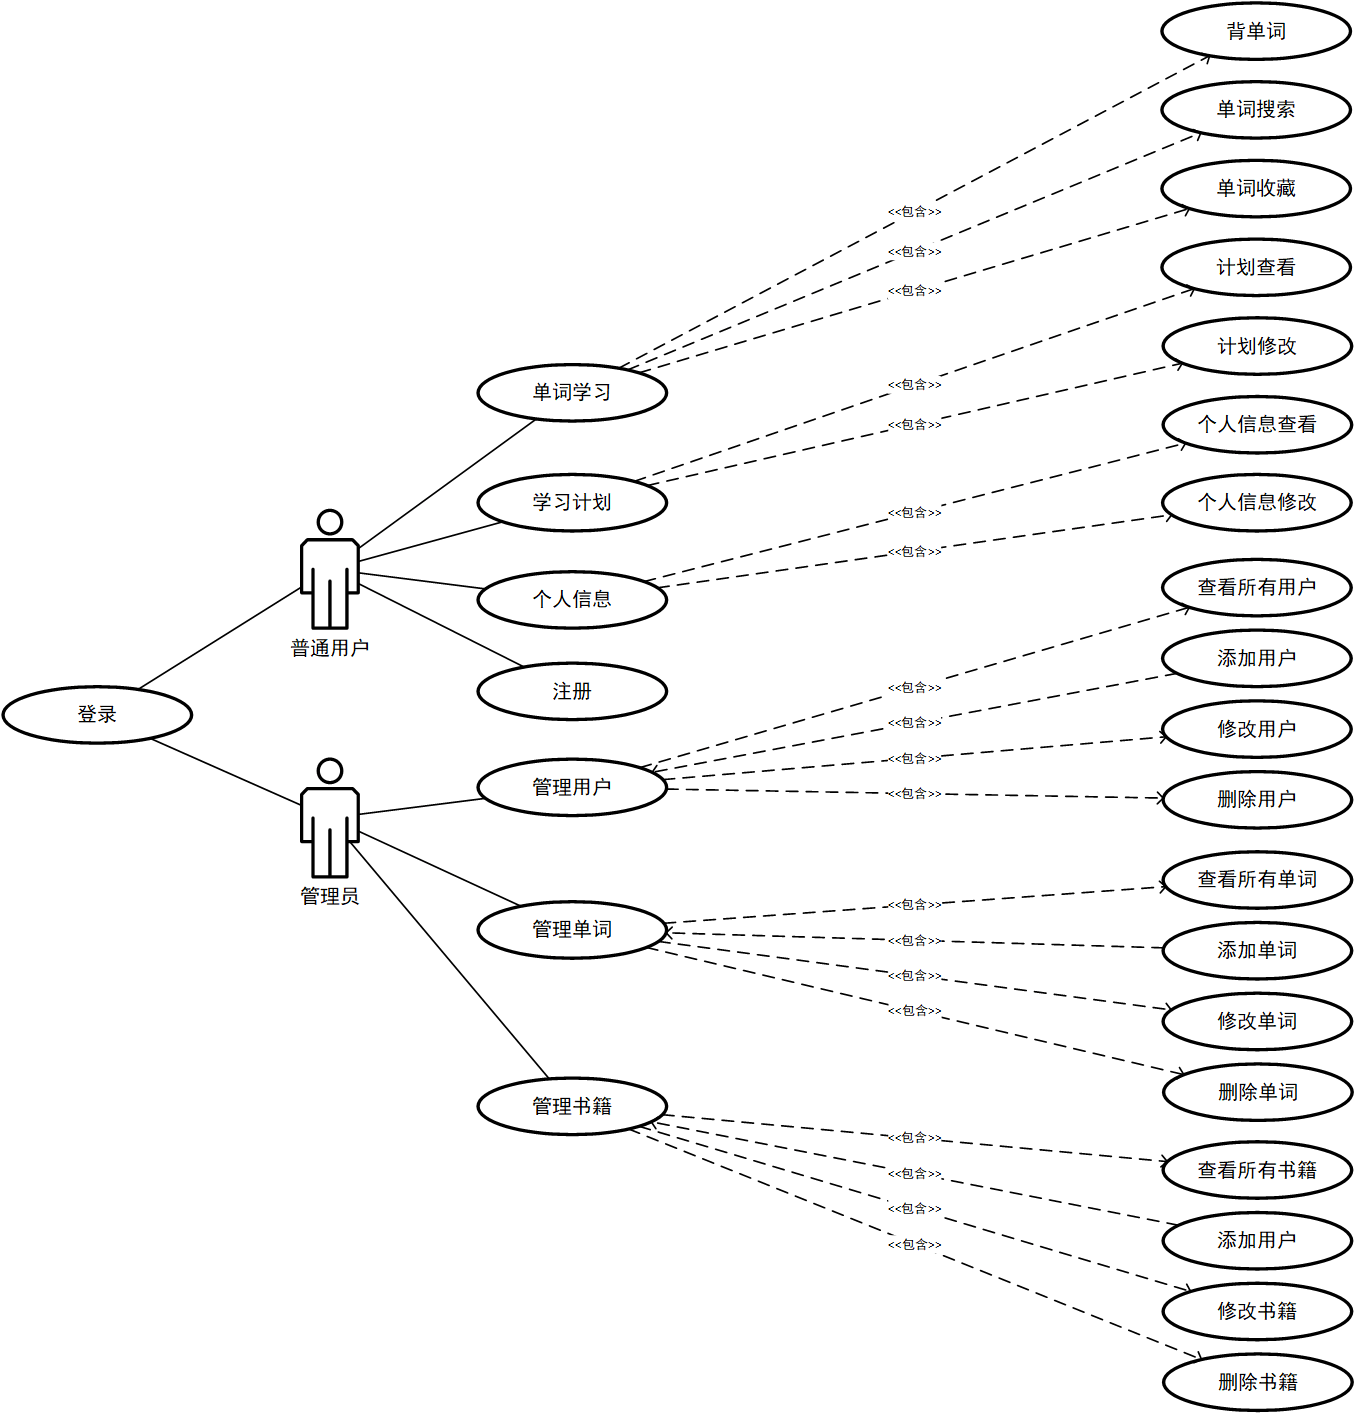 背单词
单词搜索
单词收藏
<<包含>>
<<包含>>
计划查看
<<包含>>
计划修改
单词学习
<<包含>>
<<包含>>
个人信息查看
学习计划
个人信息修改
<<包含>>
<<包含>>
个人信息
查看所有用户
普通用户
添加用户
注册
<<包含>>
登录
<<包含>>
修改用户
<<包含>>
管理用户
<<包含>>
删除用户
管理员
查看所有单词
<<包含>>
管理单词
<<包含>>
添加单词
<<包含>>
<<包含>>
修改单词
删除单词
管理书籍
<<包含>>
查看所有书籍
<<包含>>
<<包含>>
添加用户
<<包含>>
修改书籍
删除书籍